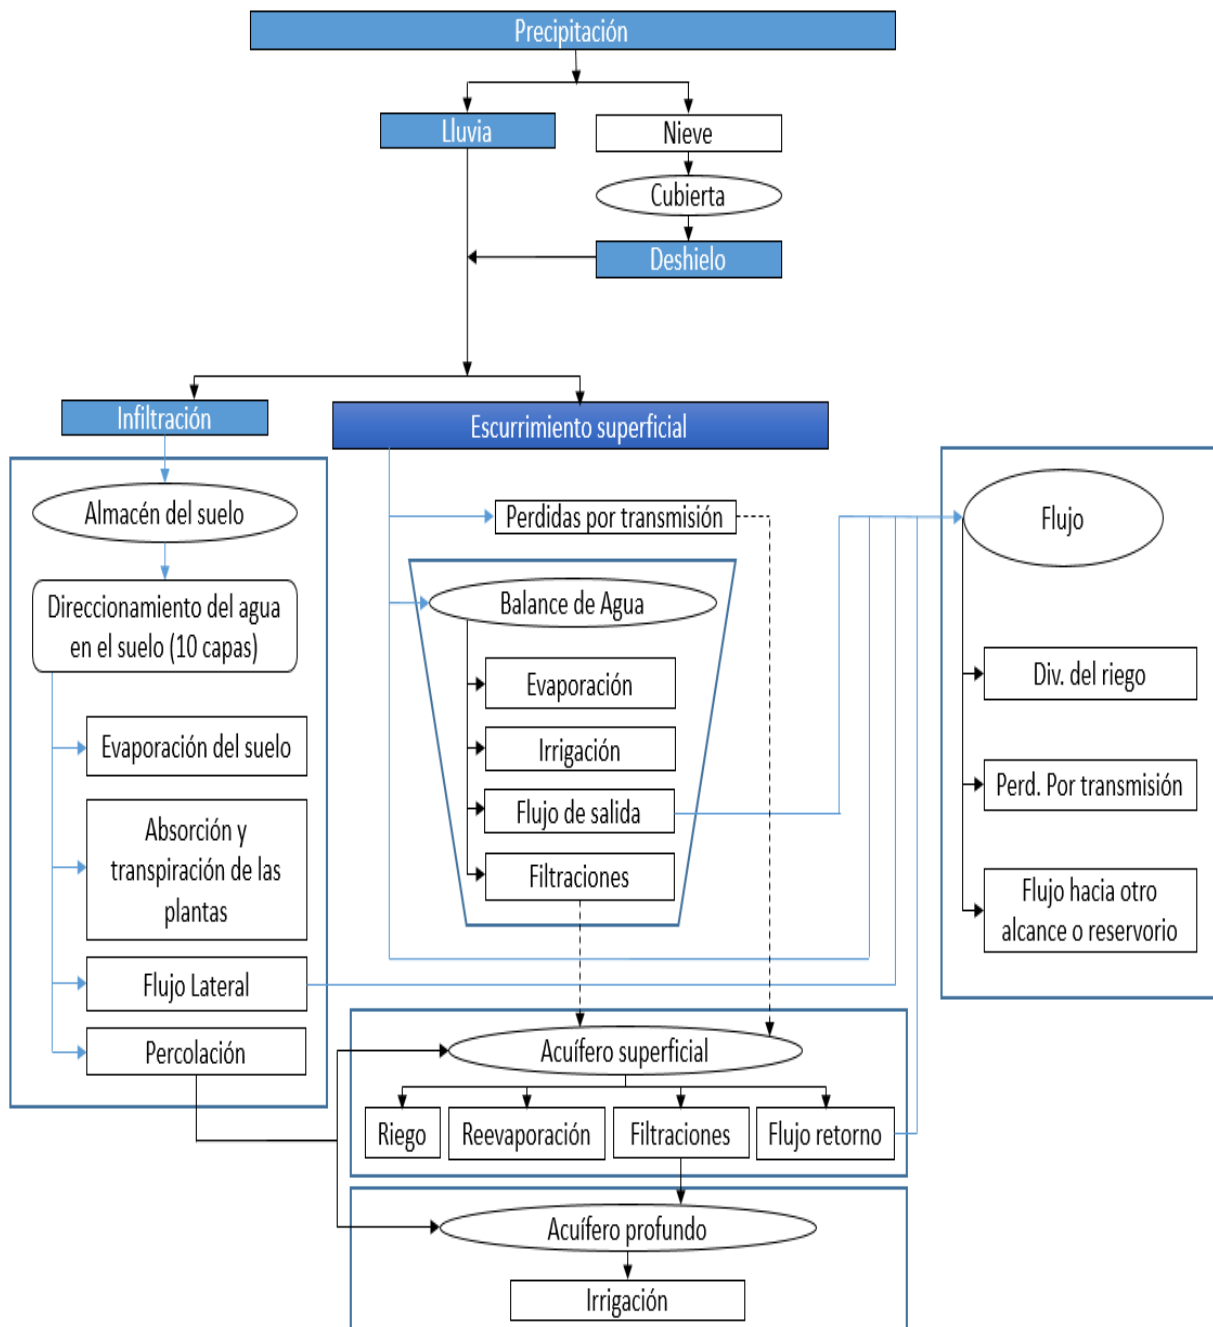 Precipitación
Lluvia
Nieve
Cubierta
Deshielo
Infiltración
Escurrimiento superficial
Almacén del suelo
Direccionamiento del agua
en el suelo (10 capas)
Evaporación del suelo
Absorción y
transpiración de las
plantas
Flujo Lateral
Percolación
Perdidas por transmisión
Balance de Agua
Evaporación
Irrigación
Flujo de salida
Filtraciones
Flujo
Div. del riego
Perd. Por transmisión
Flujo hacia otro
alcance o reservorio
Acuífero superficial
Riego
Reevaporación
Filtraciones
Flujo retorno
Acuífero profundo
Irrigación